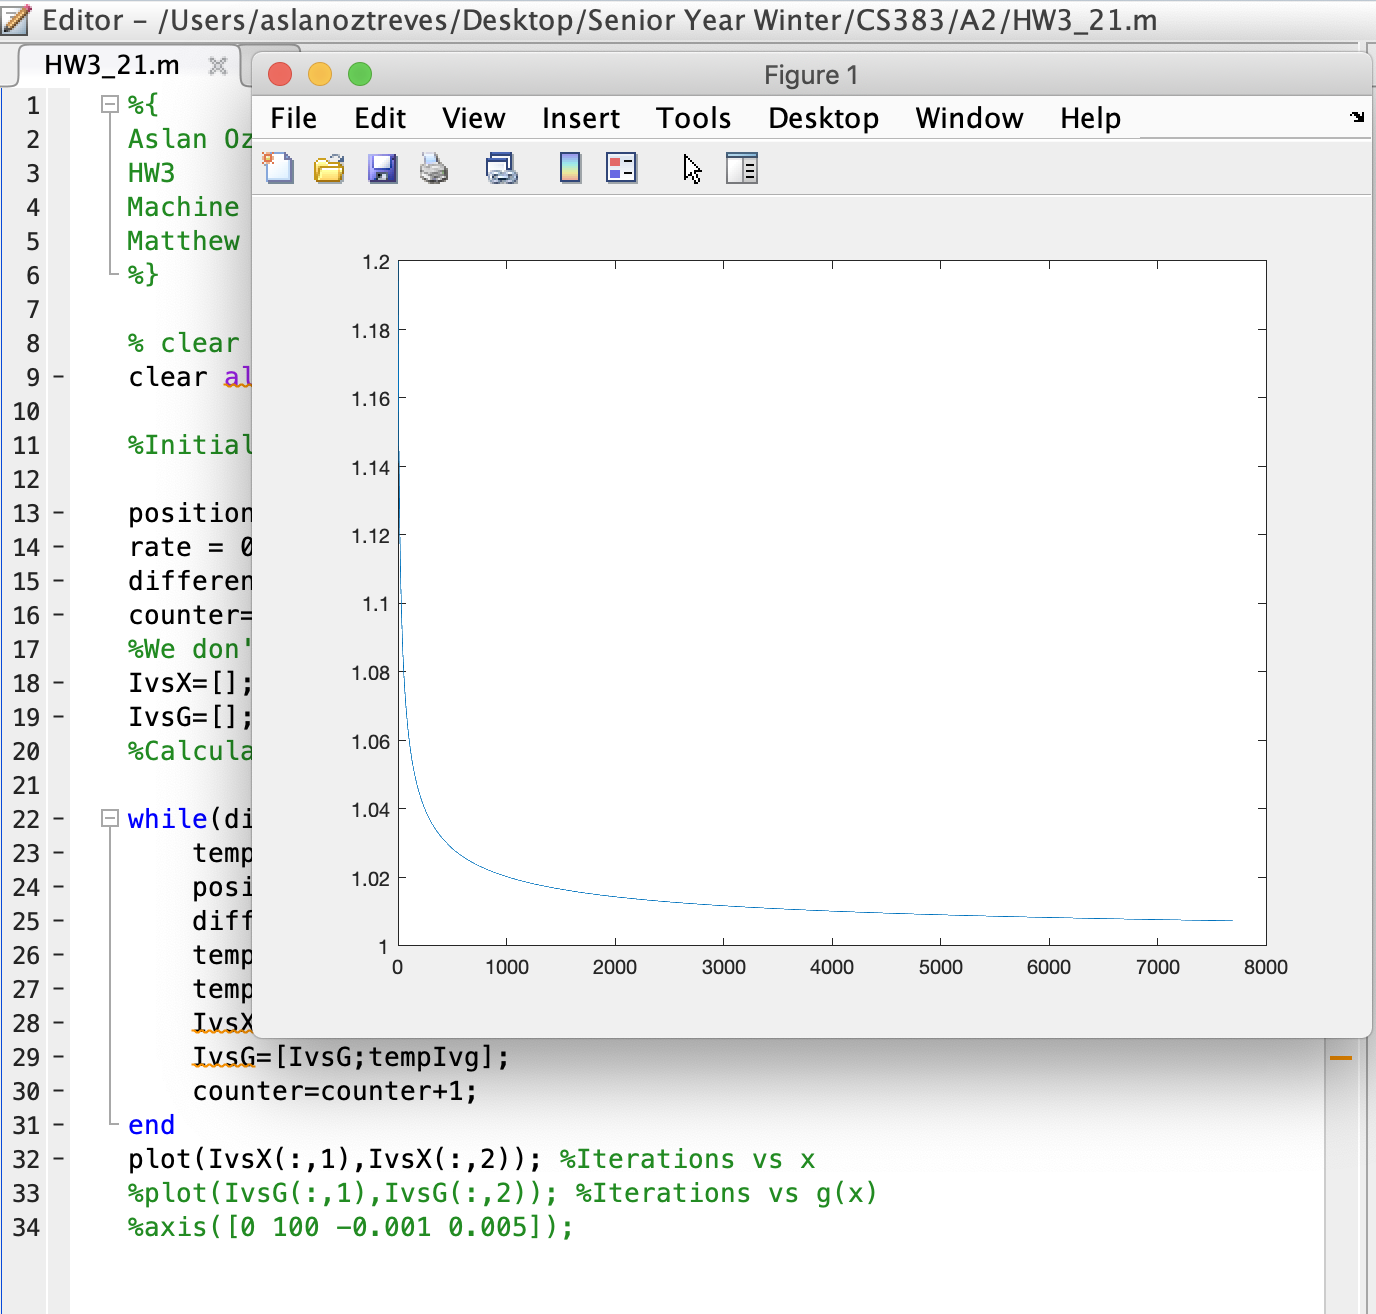 Editor – /Users/aslanoztreves/Desktop/Senior Year Winter/CS383/A2/HW3_21.m
HW3_21.m
Figure 1
File Edit View Insert Tools Desktop Window Help
1 %{
2 Aslan Oz
3 HW3
4 Machine
5 Matthew
6 %}
7
8 % clear
9 – clear al
10
11 %Initial
12
13 – position
14 – rate = 0
15 – differen
16 – counter=
17 %We don'
18 – IvsX=[];
19 – IvsG=[];
20 %Calcula
21
22 – while(di
23 – temp
24 – posi
25 – diff
26 – temp
27 – temp
28 – IvsX
29 – IvsG=[IvsG;tempIvg];
30 – counter=counter+1;
31 – end
32 – plot(IvsX(:,1),IvsX(:,2)); %Iterations vs x
33 %plot(IvsG(:,1),IvsG(:,2)); %Iterations vs g(x)
34 %axis([0 100 -0.001 0.005]);
1.2
1.18
1.16
1.14
1.12
1.1
1.08
1.06
1.04
1.02
1
0 1000 2000 3000 4000 5000 6000 7000 8000